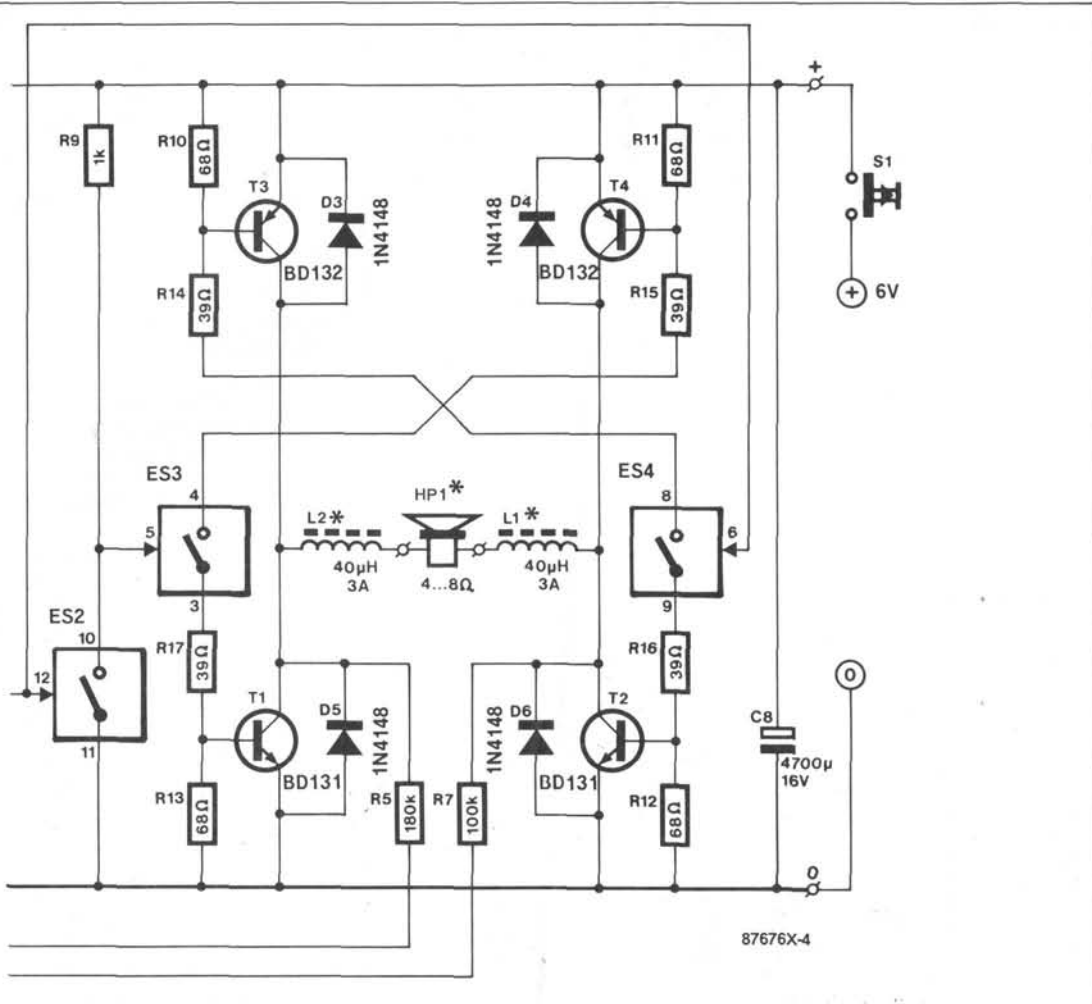 +
R9
1k
R10
68Ω
T3
D3
1N4148
BD132
R14
39Ω
D4
1N4148
T4
BD132
R11
68Ω
R15
39Ω
S1
+ 6V
ES3
4
5
3
HP1*
L2*
40µH
3A
4...8Ω
L1*
40µH
3A
ES4
8
6
9
ES2
10
12
11
R17
39Ω
T1
D5
1N4148
BD131
R13
68Ω
R5
180k
R7
100k
D6
1N4148
T2
BD131
R16
39Ω
R12
68Ω
C8
4700µ
16V
0
0
87676X-4